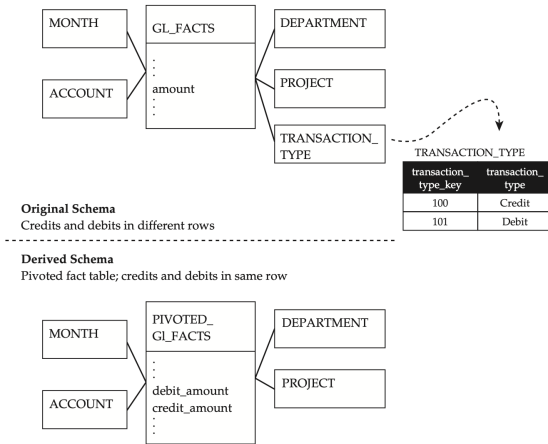 MONTH
GL_FACTS
DEPARTMENT
.
.
.
amount
.
.
.
ACCOUNT
PROJECT
TRANSACTION_
TYPE
TRANSACTION_TYPE
transaction_
type_key
transaction_
type
100
Credit
101
Debit
Original Schema
Credits and debits in different rows
Derived Schema
Pivoted fact table; credits and debits in same row
MONTH
PIVOTED_
Gl_FACTS
DEPARTMENT
.
.
.
debit_amount
credit_amount
.
.
.
ACCOUNT
PROJECT